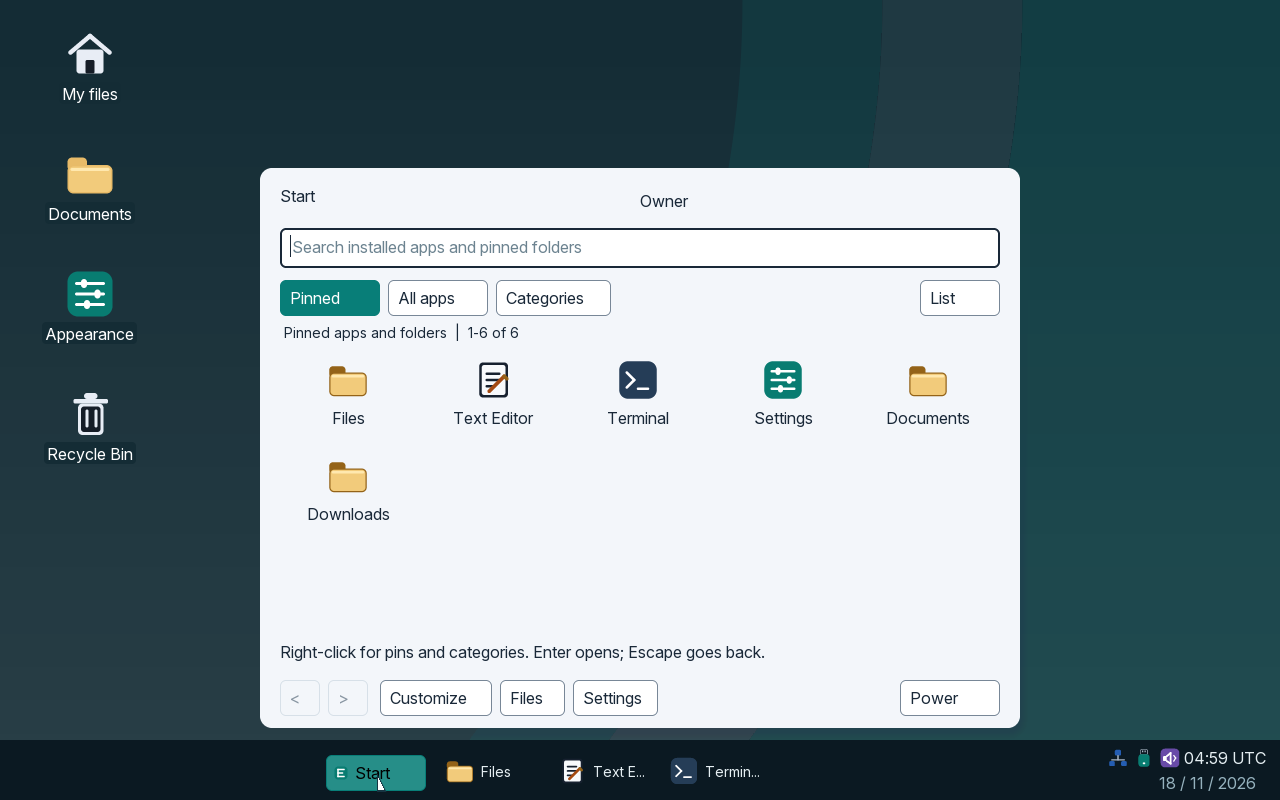 My files
Documents
Appearance
Recycle Bin
Start
Owner
Search installed apps and pinned folders
Pinned
All apps
Categories
List
Pinned apps and folders | 1-6 of 6
Files
Text Editor
Terminal
Settings
Documents
Downloads
Right-click for pins and categories. Enter opens; Escape goes back.
<
>
Customize
Files
Settings
Power
E
Start
Files
Text E...
Termin...
04:59 UTC
18 / 11 / 2026